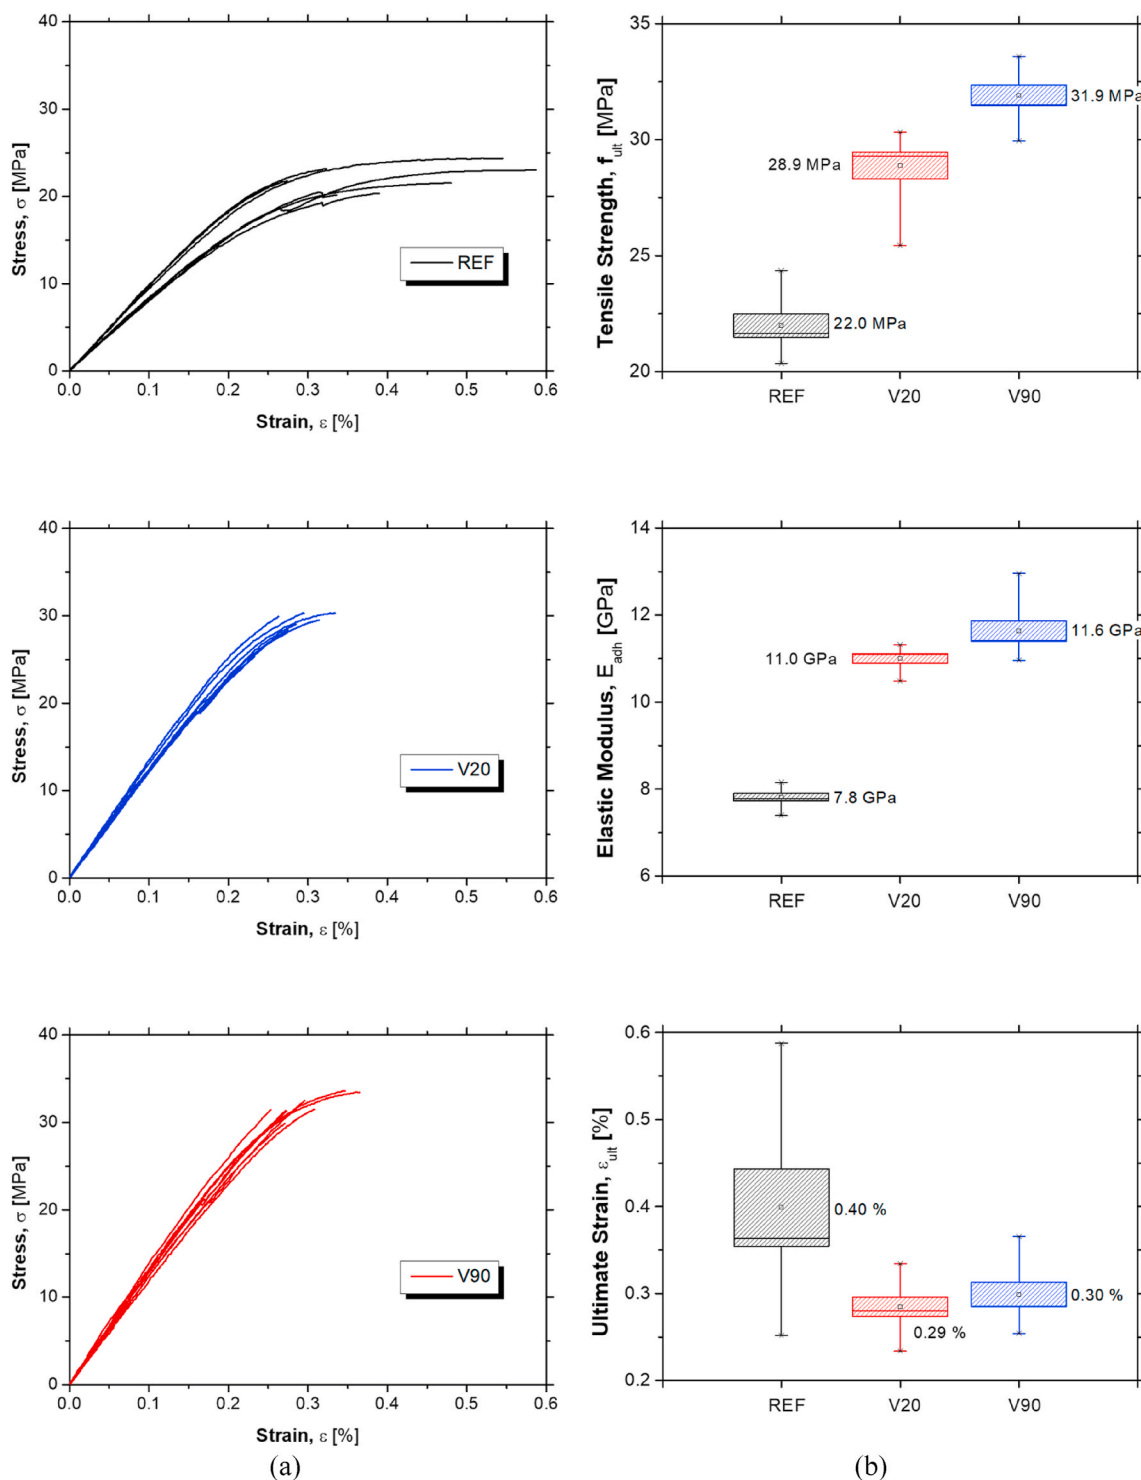 40
30
20
10
0
Stress, σ [MPa]
0.0 0.1 0.2 0.3 0.4 0.5 0.6
Strain, ε [%]
REF
35
30
25
20
Tensile Strength, f_ult [MPa]
22.0 MPa
28.9 MPa
31.9 MPa
REF V20 V90
40
30
20
10
0
Stress, σ [MPa]
0.0 0.1 0.2 0.3 0.4 0.5 0.6
Strain, ε [%]
V20
14
12
10
8
6
Elastic Modulus, E_adh [GPa]
7.8 GPa
11.0 GPa
11.6 GPa
REF V20 V90
40
30
20
10
0
Stress, σ [MPa]
0.0 0.1 0.2 0.3 0.4 0.5 0.6
Strain, ε [%]
V90
0.6
0.5
0.4
0.3
0.2
Ultimate Strain, ε_ult [%]
0.40 %
0.29 %
0.30 %
REF V20 V90
(a)
(b)